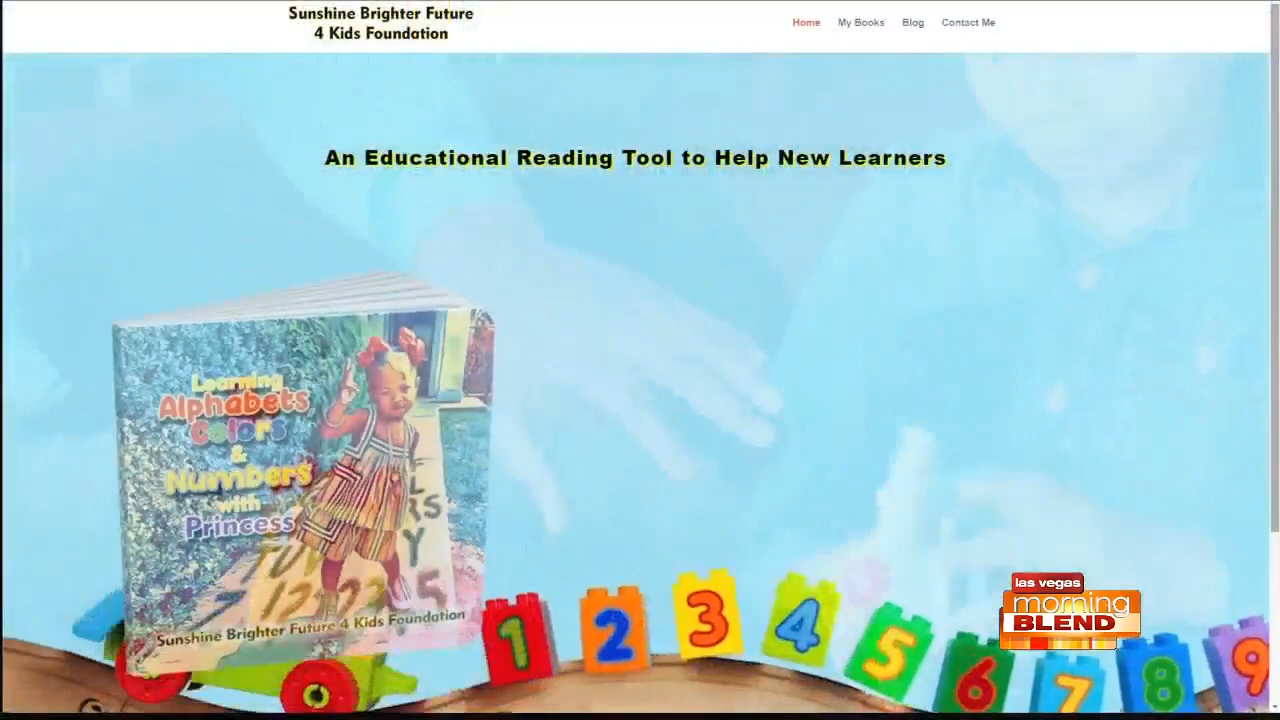 Sunshine Brighter Future
4 Kids Foundation
Home My Books Blog Contact Me
An Educational Reading Tool to Help New Learners
Learning
Alphabets
Colors
&
Numbers
with
Princess
Sunshine Brighter Future 4 Kids Foundation
1 2 3 4 5 6 7 8 9
las vegas
morning
BLEND